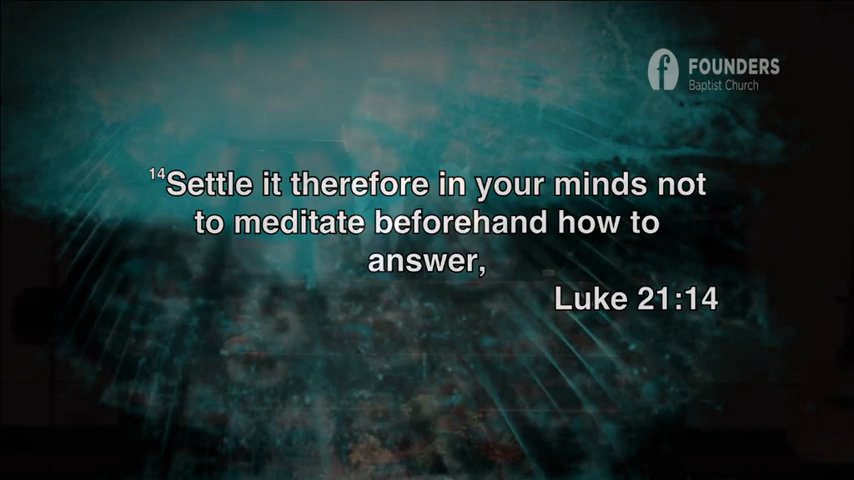 FOUNDERS
Baptist Church
14Settle it therefore in your minds not
to meditate beforehand how to
answer,
Luke 21:14